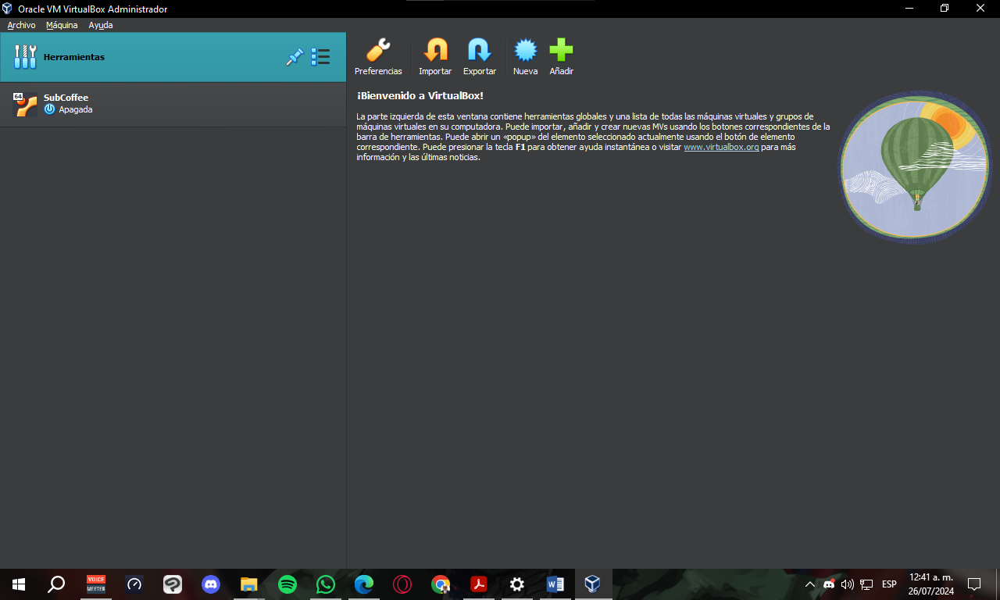 Oracle VM VirtualBox Administrador
Archivo Máquina Ayuda
Herramientas
64
SubCoffee
Apagada
Preferencias Importar Exportar Nueva Añadir
¡Bienvenido a VirtualBox!
La parte izquierda de esta ventana contiene herramientas globales y una lista de todas las máquinas virtuales y grupos de
máquinas virtuales en su computadora. Puede importar, añadir y crear nuevas MVs usando los botones correspondientes de la
barra de herramientas. Puede abrir un «popup» del elemento seleccionado actualmente usando el botón de elemento
correspondiente. Puede presionar la tecla F1 para obtener ayuda instantánea o visitar www.virtualbox.org para más
información y las últimas noticias.
VOICE
MEETER
ESP
12:41 a. m.
26/07/2024